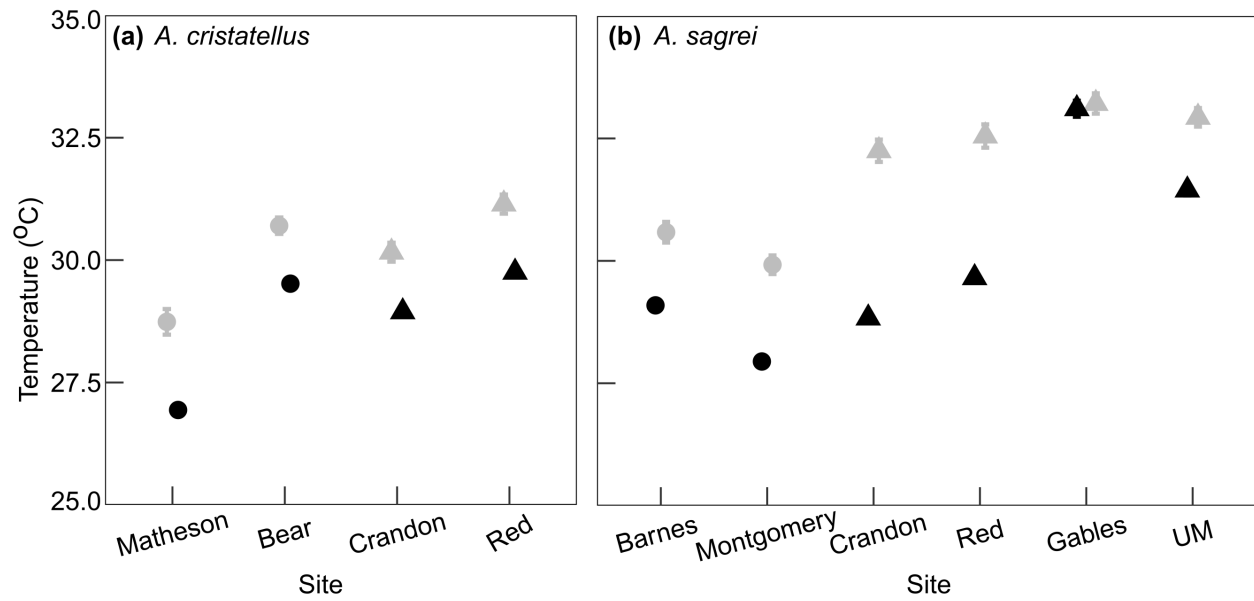 (a) A. cristatellus
(b) A. sagrei
Temperature (ºC)
35.0
32.5
30.0
27.5
25.0
Matheson
Bear
Crandon
Red
Site
Barnes
Montgomery
Crandon
Red
Gables
UM
Site